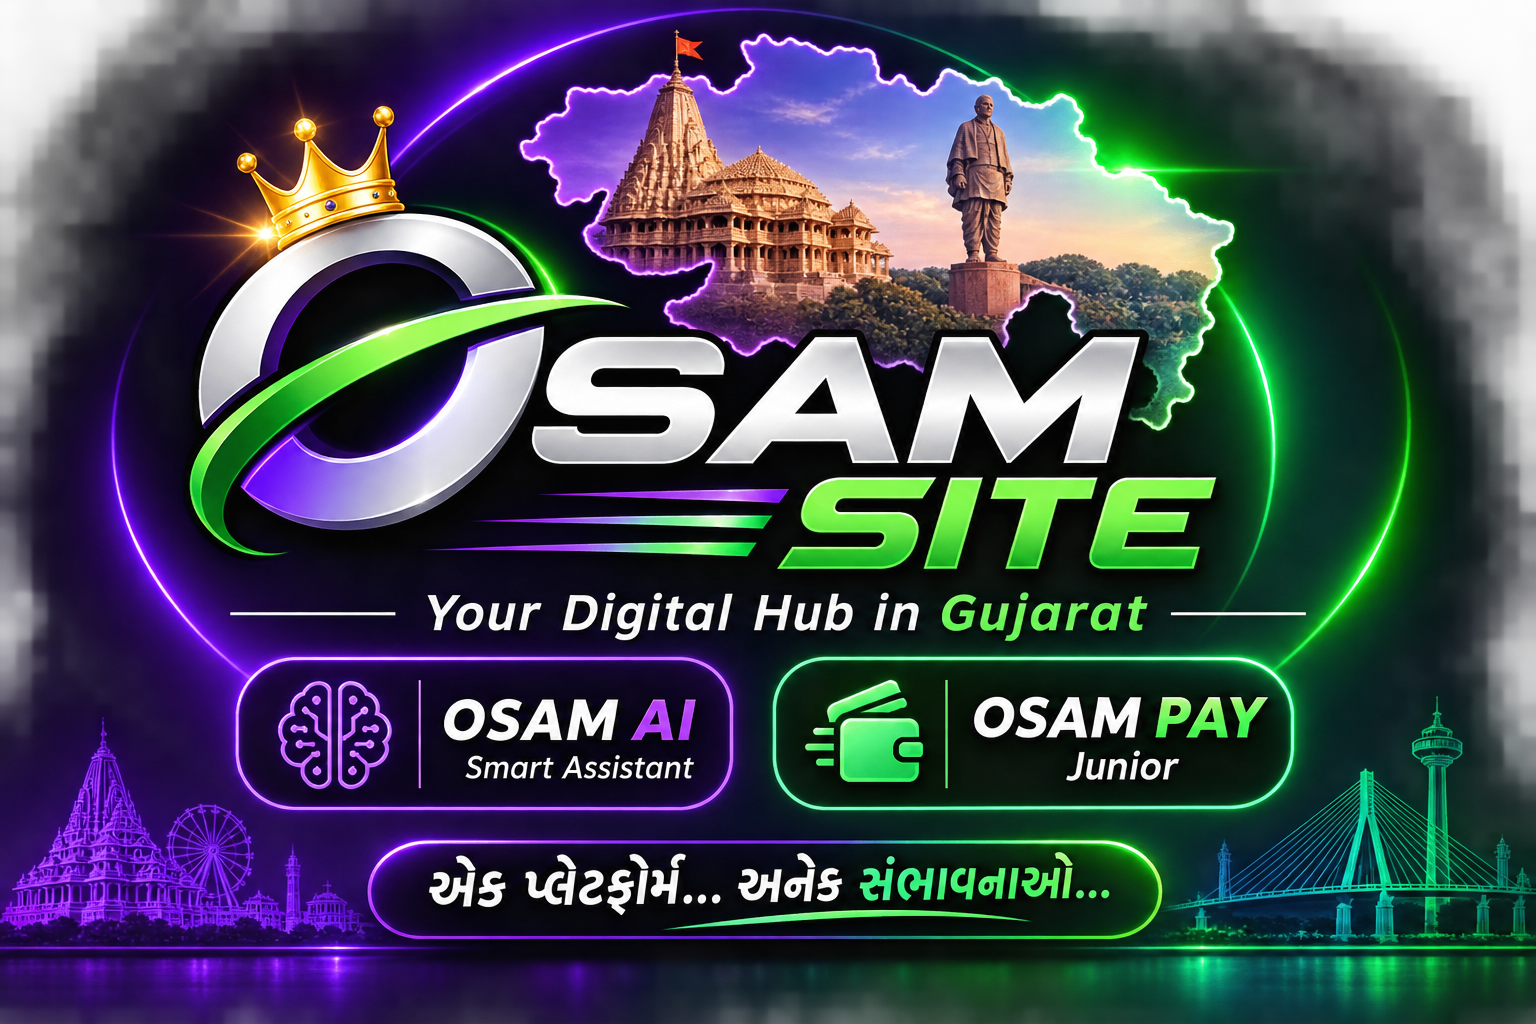 OSAM
SITE
Your Digital Hub in Gujarat
OSAM AI
Smart Assistant
OSAM PAY
Junior
એક પ્લેટફોર્મ... અનેક સંભાવનાઓ...